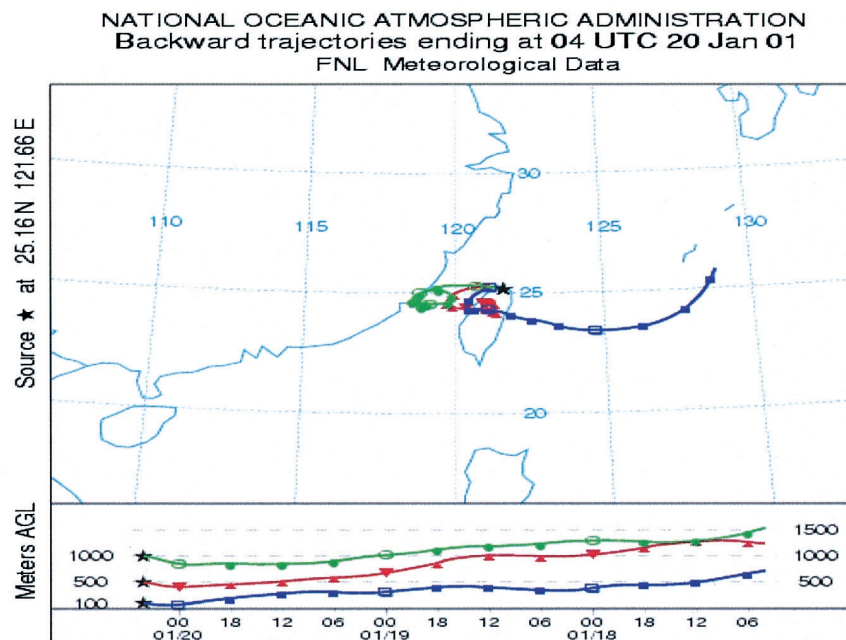 NATIONAL OCEANIC ATMOSPHERIC ADMINISTRATION
Backward trajectories ending at 04 UTC 20 Jan 01
FNL Meteorological Data
Source ★ at 25.16 N 121.66 E
30
110
115
120
125
130
25
25
20
Meters AGL
1500
1000
1000
500
500
100
00 18 12 06 00 18 12 06 00 18 12 06
01/20 01/19 01/18